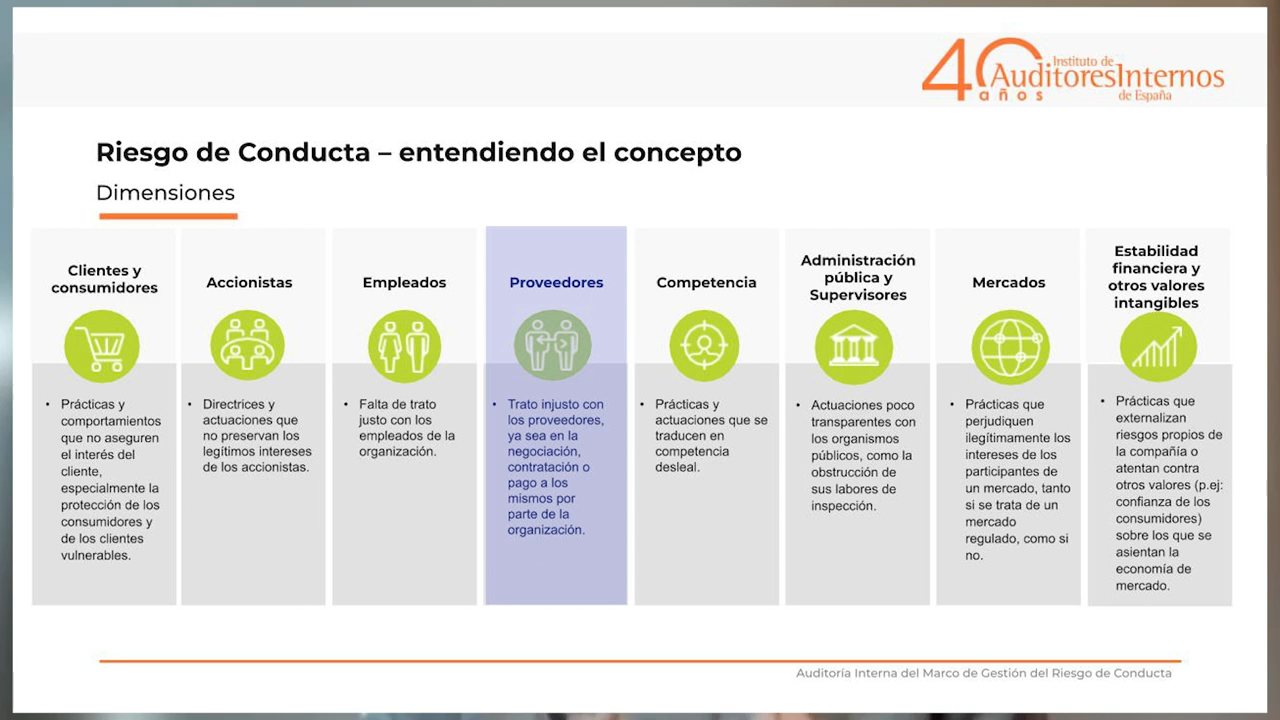 40 años
Instituto de
AuditoresInternos
de España
Riesgo de Conducta – entendiendo el concepto
Dimensiones
Clientes y
consumidores
• Prácticas y
comportamientos
que no aseguren
el interés del
cliente,
especialmente la
protección de los
consumidores y
de los clientes
vulnerables.
Accionistas
• Directrices y
actuaciones que
no preservan los
legítimos intereses
de los accionistas.
Empleados
• Falta de trato
justo con los
empleados de la
organización.
Proveedores
• Trato injusto con
los proveedores,
ya sea en la
negociación,
contratación o
pago a los
mismos por
parte de la
organización.
Competencia
• Prácticas y
actuaciones que se
traducen en
competencia
desleal.
Administración
pública y
Supervisores
• Actuaciones poco
transparentes con
los organismos
públicos, como la
obstrucción de
sus labores de
inspección.
Mercados
• Prácticas que
perjudiquen
ilegítimamente los
intereses de los
participantes de
un mercado, tanto
si se trata de un
mercado
regulado, como si
no.
Estabilidad
financiera y
otros valores
intangibles
• Prácticas que
externalizan
riesgos propios de
la compañía o
atentan contra
otros valores (p.ej:
confianza de los
consumidores)
sobre los que se
asientan la
economía de
mercado.
Auditoría Interna del Marco de Gestión del Riesgo de Conducta